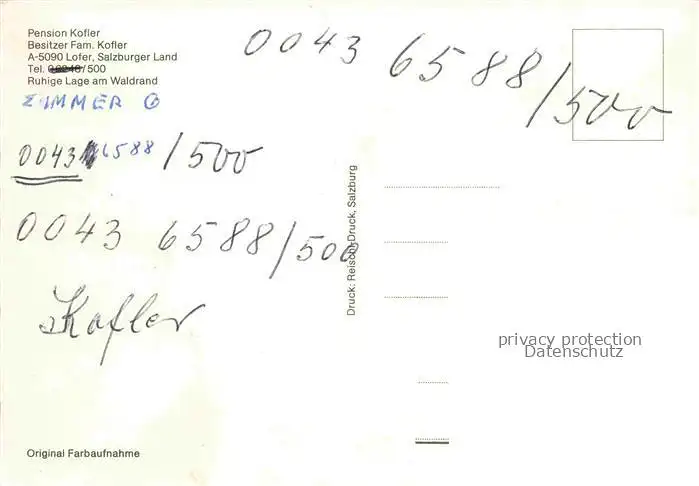 Pension Kofler
Besitzer Fam. Kofler
A-5090 Lofer, Salzburger Land
Tel. 06248/500
Ruhige Lage am Waldrand
ZIMMER 6
0043 6588/500
0043 6588/500
0043 6588/500
Kofler
Druck: Reisch-Druck, Salzburg
privacy protection
Datenschutz
Original Farbaufnahme